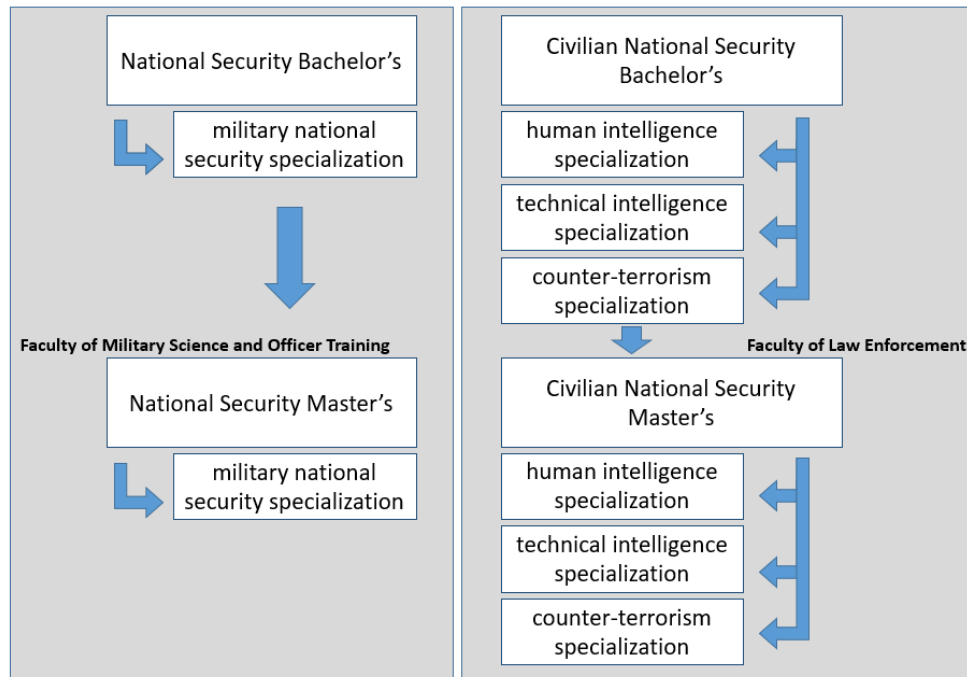 National Security Bachelor's
military national
security specialization
Faculty of Military Science and Officer Training
National Security Master's
military national
security specialization
Civilian National Security
Bachelor's
human intelligence
specialization
technical intelligence
specialization
counter-terrorism
specialization
Faculty of Law Enforcement
Civilian National Security
Master's
human intelligence
specialization
technical intelligence
specialization
counter-terrorism
specialization